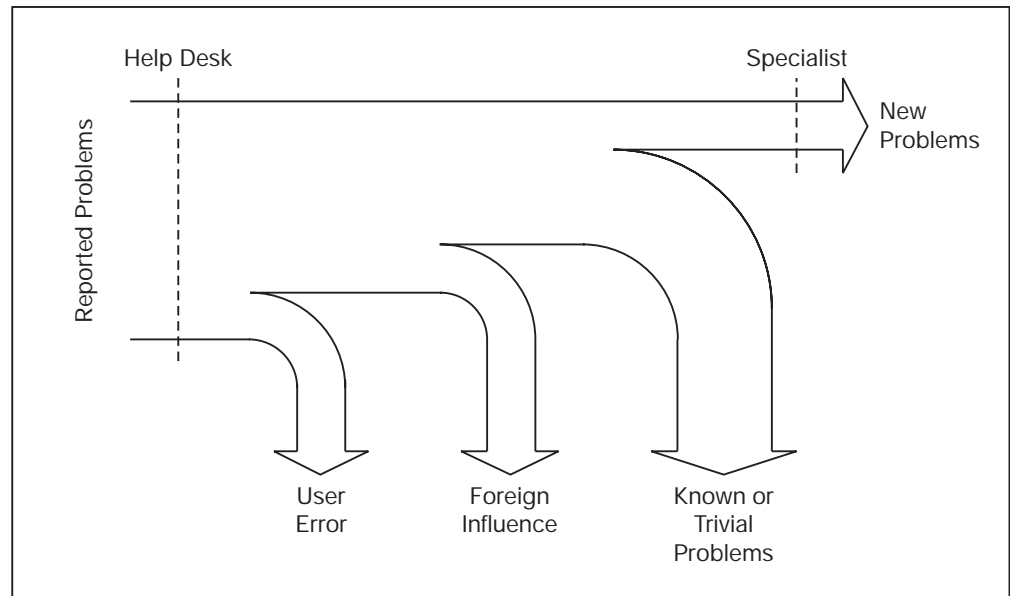 Help Desk
Specialist
New
Problems
Reported Problems
User
Error
Foreign
Influence
Known or
Trivial
Problems